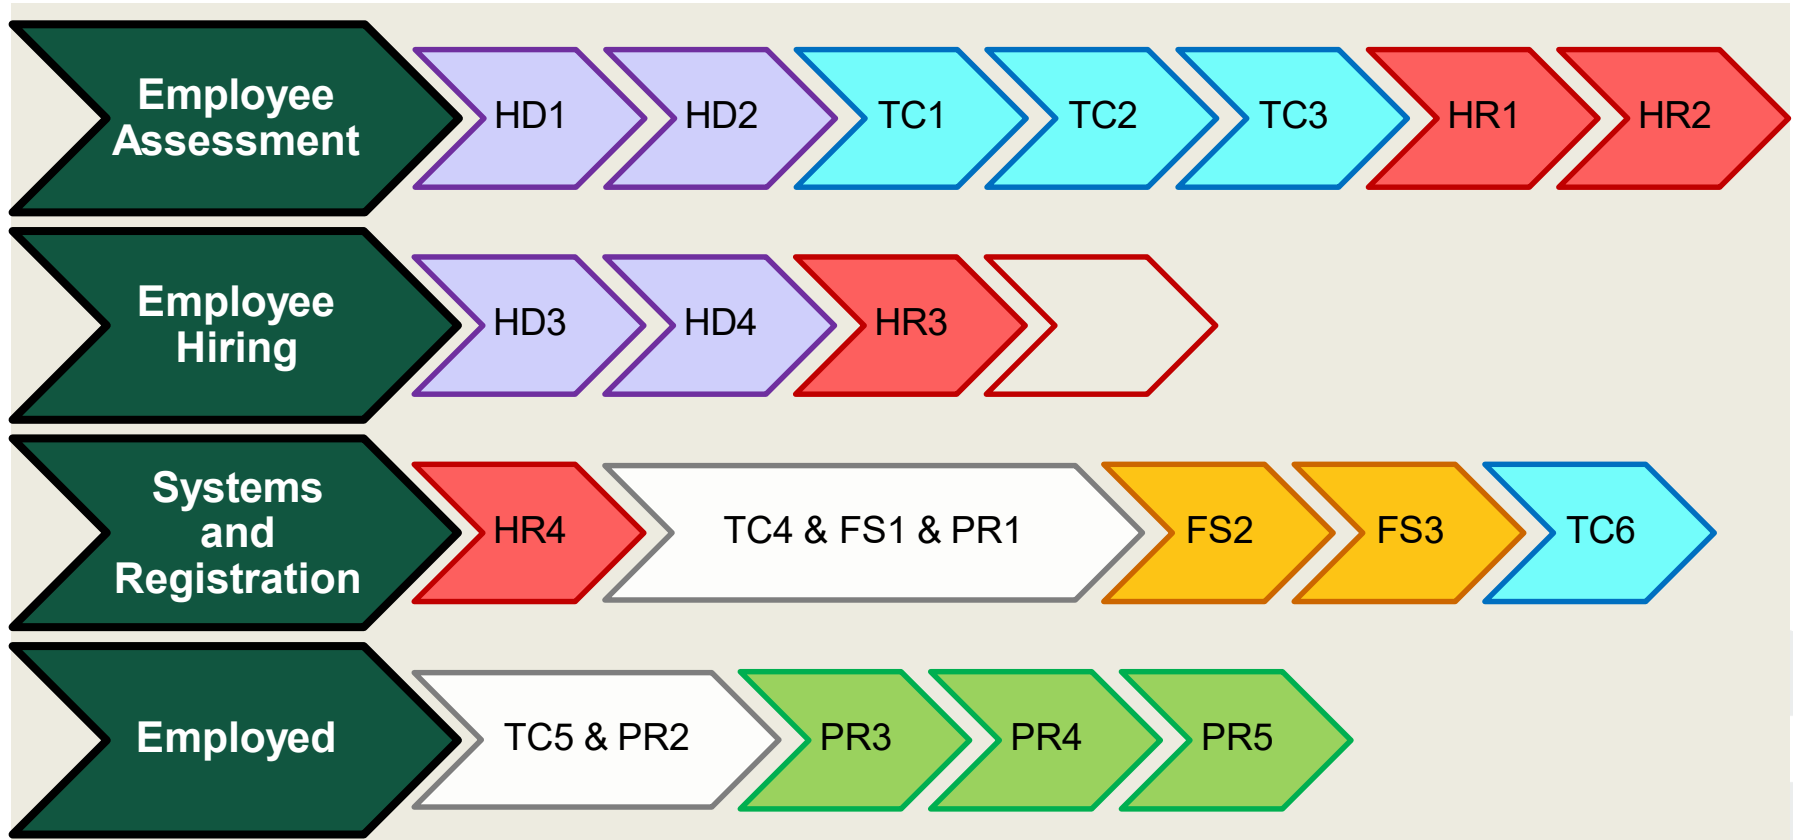 Employee
Assessment
HD1
HD2
TC1
TC2
TC3
HR1
HR2
Employee
Hiring
HD3
HD4
HR3
Systems
and
Registration
HR4
TC4 & FS1 & PR1
FS2
FS3
TC6
Employed
TC5 & PR2
PR3
PR4
PR5